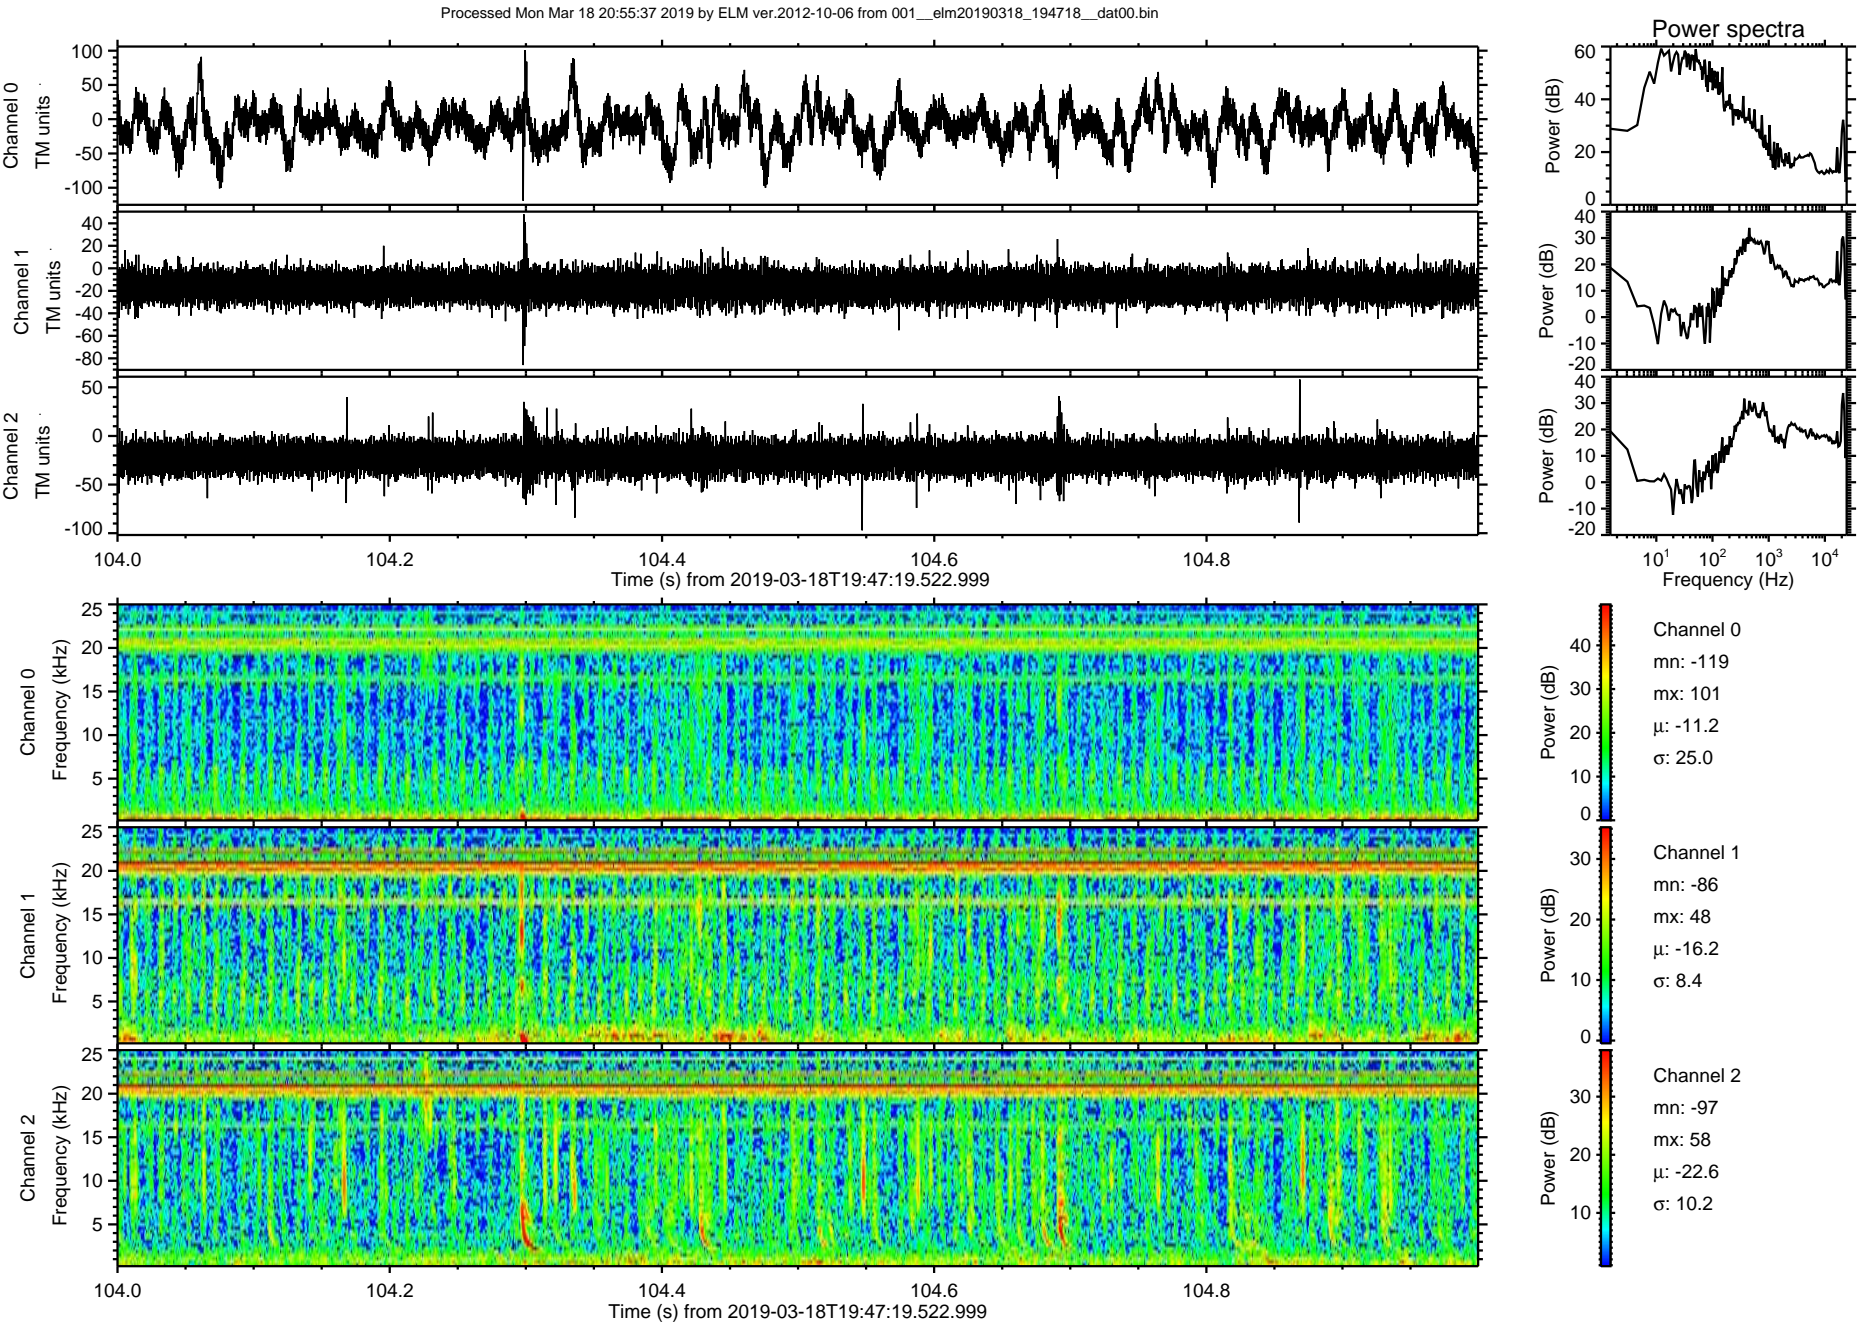 Processed Mon Mar 18 20:55:37 2019 by ELM ver.2012-10-06 from 001__elm20190318_194718__dat00.bin
Power spectra
Channel 0
TM units
100
50
0
-50
-100
Power (dB)
60
40
20
0
Channel 1
TM units
40
20
0
-20
-40
-60
-80
Power (dB)
40
30
20
10
0
-10
-20
Channel 2
TM units
50
0
-50
-100
Power (dB)
40
30
20
10
0
-10
-20
104.0 104.2 104.4 104.6 104.8
Time (s) from 2019-03-18T19:47:19.522.999
10¹ 10² 10³ 10⁴
Frequency (Hz)
Channel 0
Frequency (kHz)
25
20
15
10
5
Power (dB)
40
30
20
10
0
Channel 0
mn: -119
mx: 101
µ: -11.2
σ: 25.0
Channel 1
Frequency (kHz)
25
20
15
10
5
Power (dB)
30
20
10
0
Channel 1
mn: -86
mx: 48
µ: -16.2
σ: 8.4
Channel 2
Frequency (kHz)
25
20
15
10
5
Power (dB)
30
20
10
Channel 2
mn: -97
mx: 58
µ: -22.6
σ: 10.2
104.0 104.2 104.4 104.6 104.8
Time (s) from 2019-03-18T19:47:19.522.999